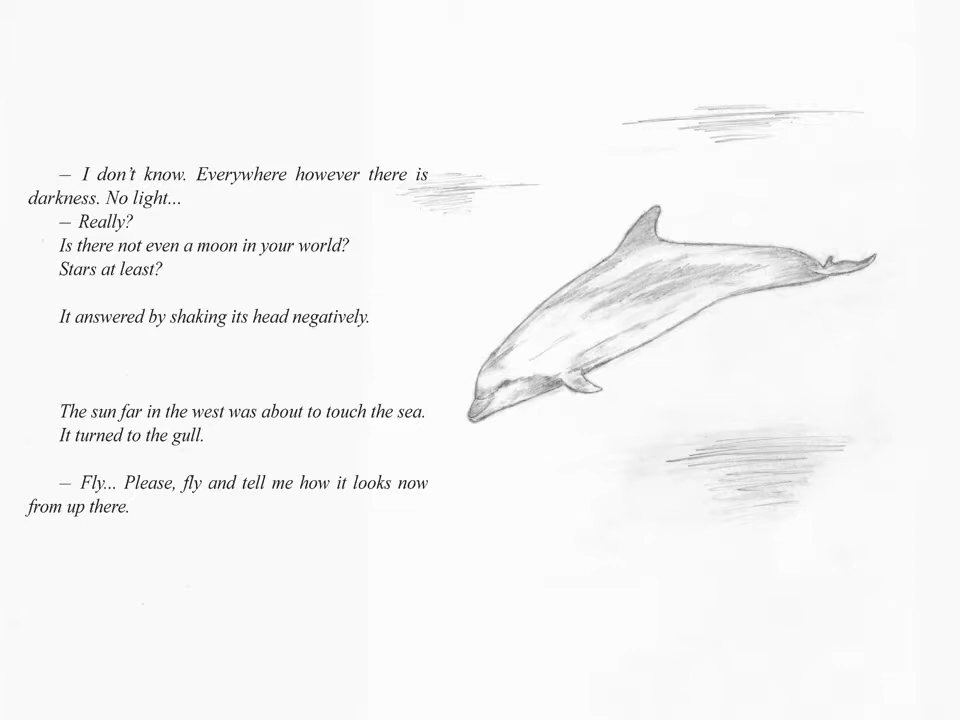 – I don't know. Everywhere however there is
darkness. No light...
– Really?
Is there not even a moon in your world?
Stars at least?
It answered by shaking its head negatively.
The sun far in the west was about to touch the sea.
It turned to the gull.
– Fly... Please, fly and tell me how it looks now
from up there.